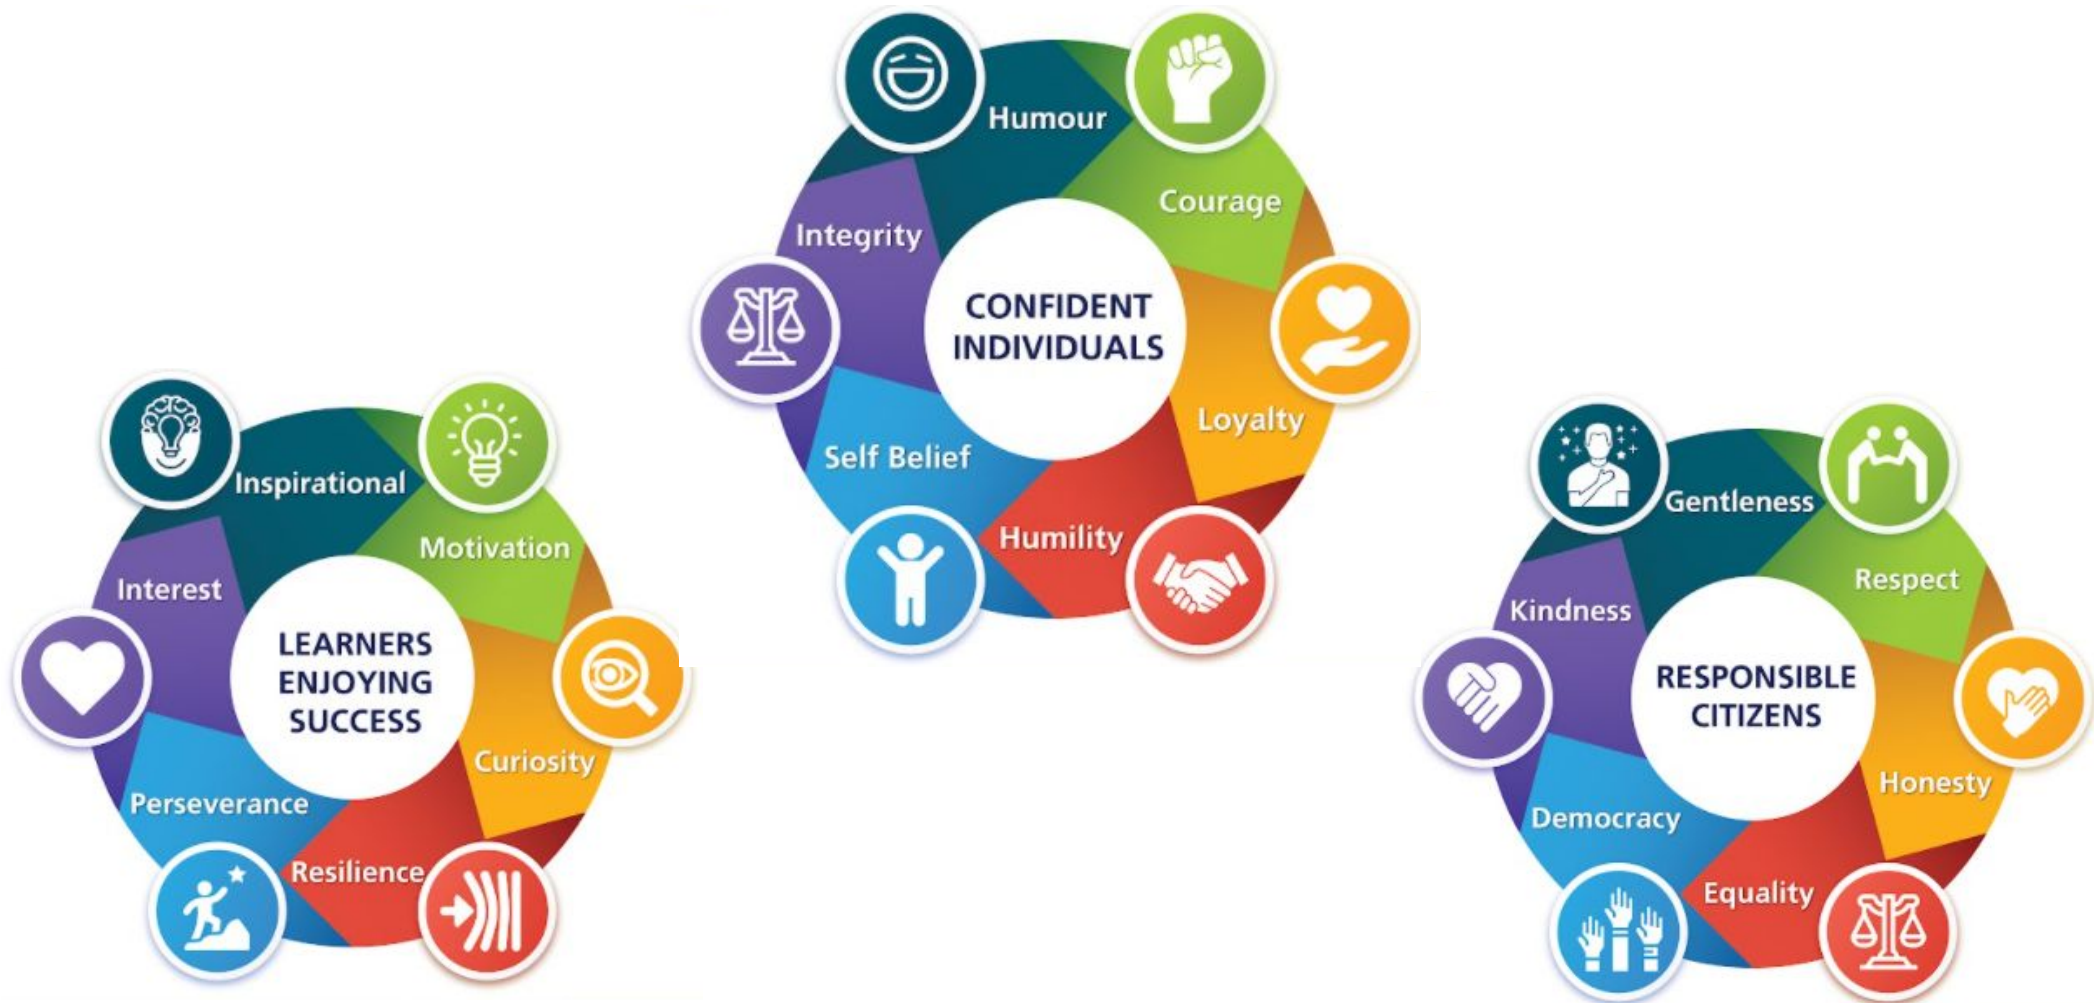 Humour
Courage
Loyalty
Humility
Self Belief
Integrity
CONFIDENT
INDIVIDUALS
Inspirational
Motivation
Curiosity
Resilience
Perseverance
Interest
LEARNERS
ENJOYING
SUCCESS
Gentleness
Respect
Honesty
Equality
Democracy
Kindness
RESPONSIBLE
CITIZENS